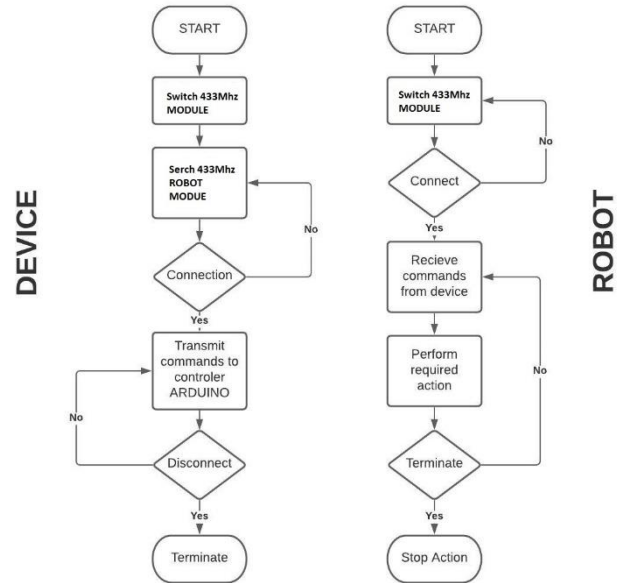 DEVICE
START
Switch 433Mhz
MODULE
Serch 433Mhz
ROBOT
MODUE
No
Connection
Yes
Transmit
commands to
controler
ARDUINO
No
Disconnect
Yes
Terminate
START
Switch 433Mhz
MODULE
No
Connect
Yes
Recieve
commands
from device
Perform
required
action
No
Terminate
Yes
Stop Action
ROBOT